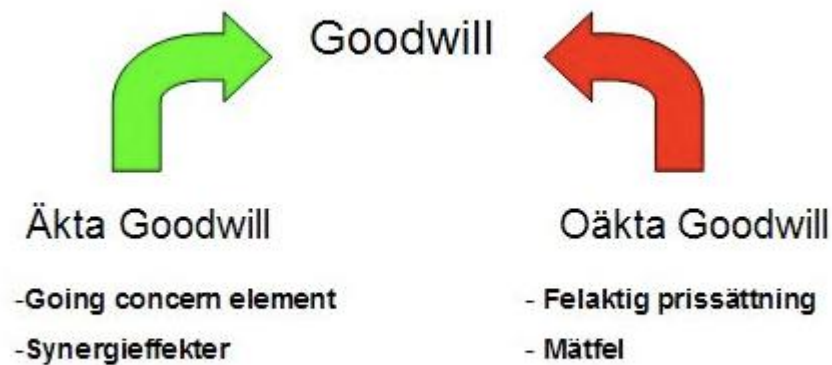 Goodwill
Äkta Goodwill
Oäkta Goodwill
-Going concern element
- Felaktig prissättning
-Synergieffekter
- Mätfel